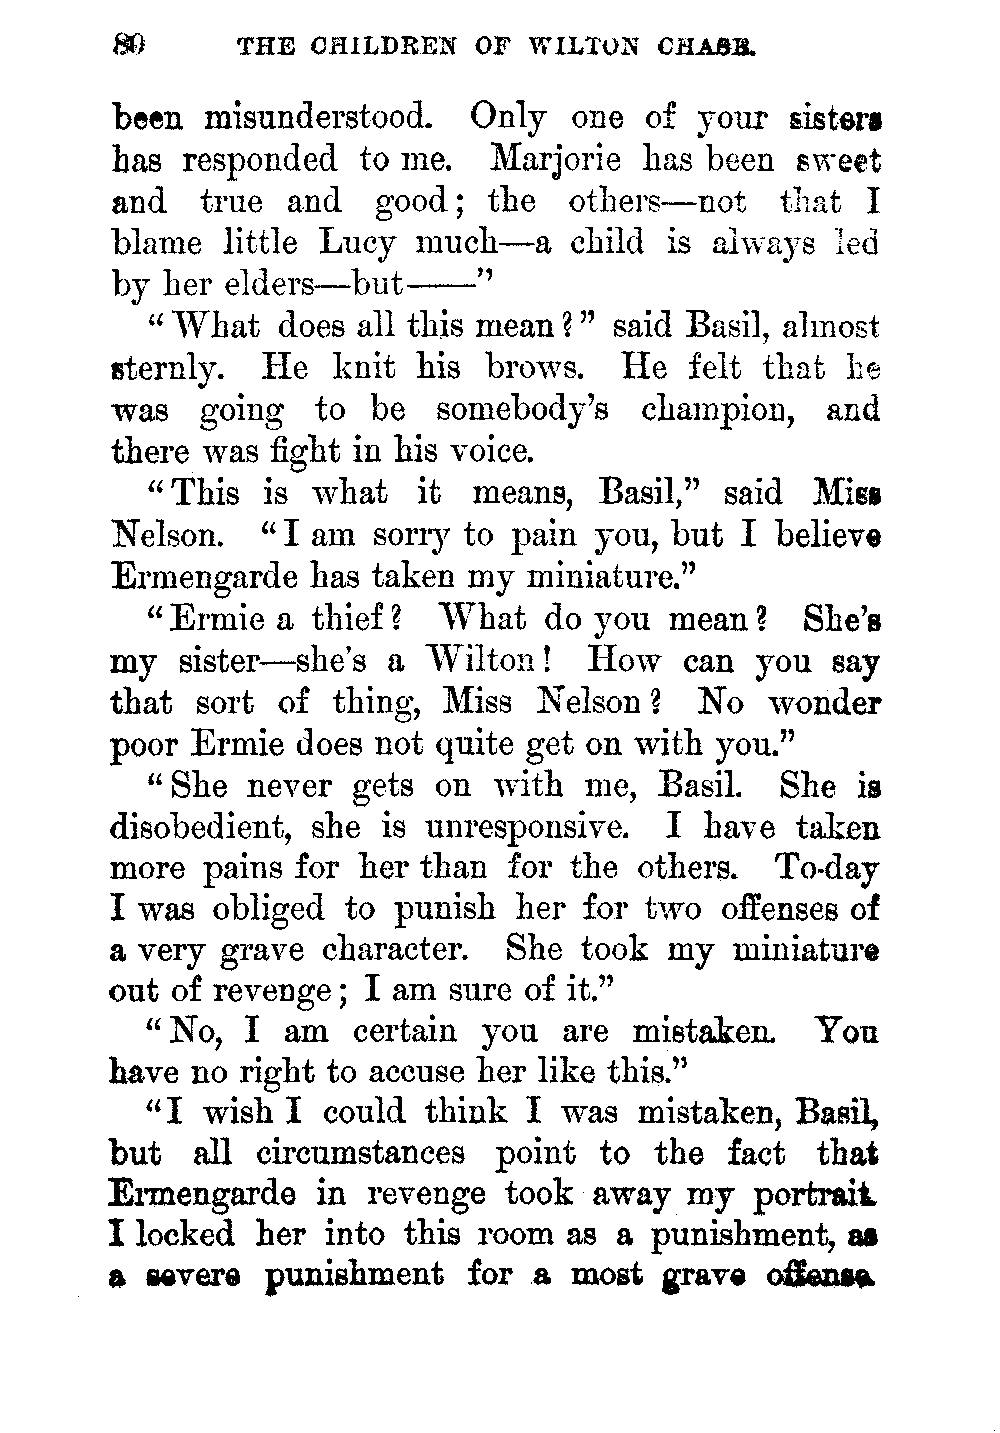 80 THE CHILDREN OF WILTON CHASE.
been misunderstood. Only one of your sisters
has responded to me. Marjorie has been sweet
and true and good; the others—not that I
blame little Lucy much—a child is always led
by her elders—but——"
"What does all this mean?" said Basil, almost
sternly. He knit his brows. He felt that he
was going to be somebody's champion, and
there was fight in his voice.
"This is what it means, Basil," said Miss
Nelson. "I am sorry to pain you, but I believe
Ermengarde has taken my miniature."
"Ermie a thief? What do you mean? She's
my sister—she's a Wilton! How can you say
that sort of thing, Miss Nelson? No wonder
poor Ermie does not quite get on with you."
"She never gets on with me, Basil. She is
disobedient, she is unresponsive. I have taken
more pains for her than for the others. To-day
I was obliged to punish her for two offenses of
a very grave character. She took my miniature
out of revenge; I am sure of it."
"No, I am certain you are mistaken. You
have no right to accuse her like this."
"I wish I could think I was mistaken, Basil,
but all circumstances point to the fact that
Ermengarde in revenge took away my portrait.
I locked her into this room as a punishment, as
a severe punishment for a most grave offense.